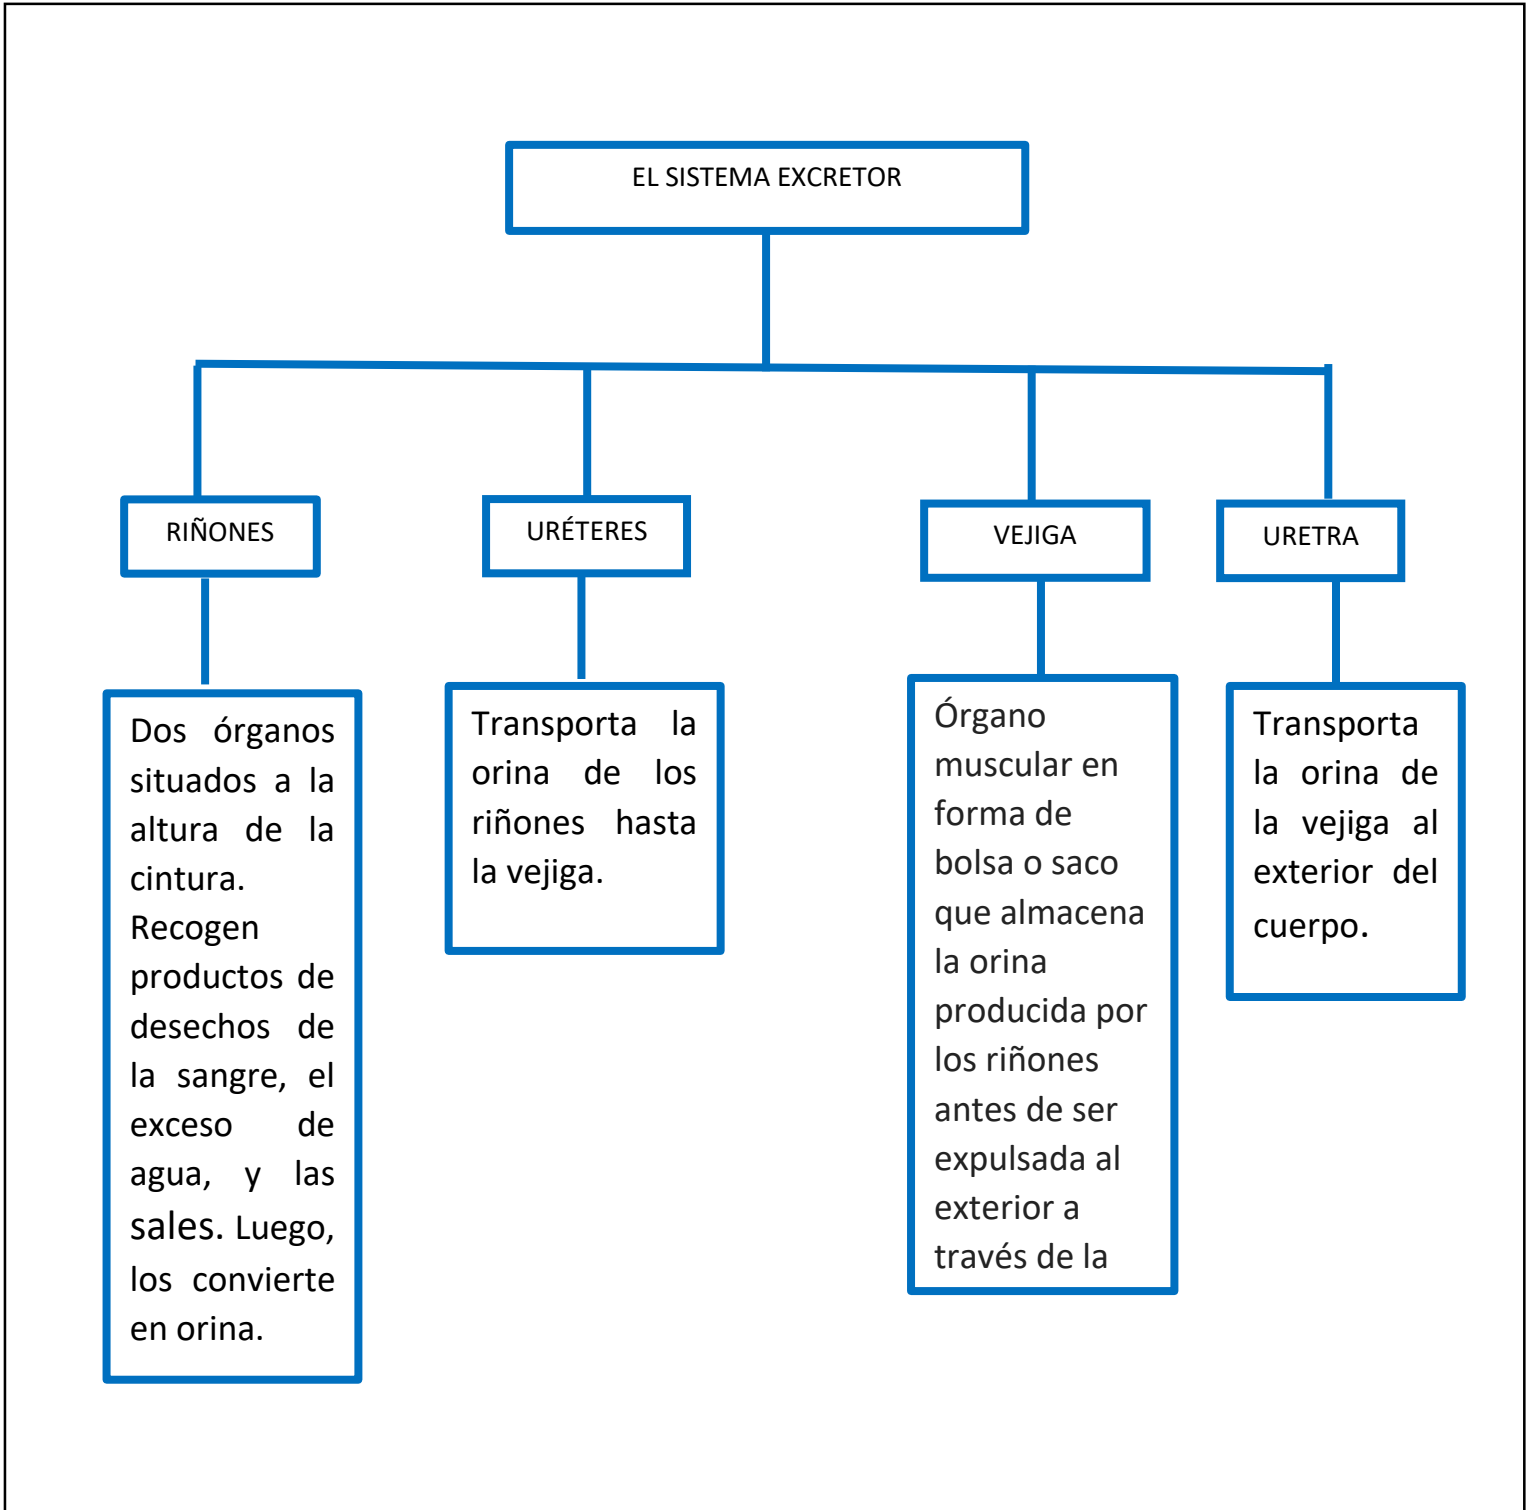 EL SISTEMA EXCRETOR
RIÑONES
URÉTERES
VEJIGA
URETRA
Dos órganos
situados a la
altura de la
cintura.
Recogen
productos de
desechos de
la sangre, el
exceso de
agua, y las
sales. Luego,
los convierte
en orina.
Transporta la
orina de los
riñones hasta
la vejiga.
Órgano
muscular en
forma de
bolsa o saco
que almacena
la orina
producida por
los riñones
antes de ser
expulsada al
exterior a
través de la
Transporta
la orina de
la vejiga al
exterior del
cuerpo.